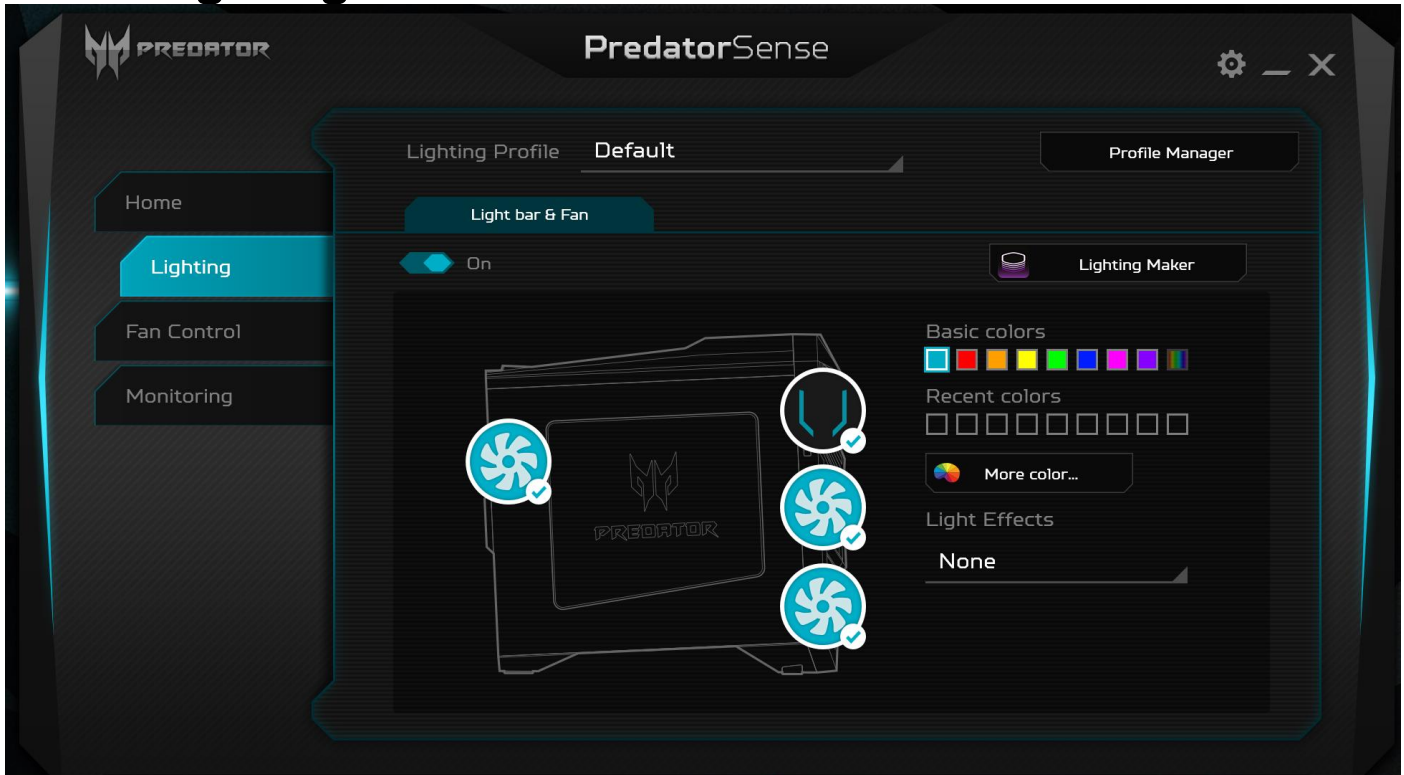 PREDATOR
PredatorSense
Lighting Profile Default
Profile Manager
Home
Lighting
Fan Control
Monitoring
Light bar & Fan
On
Lighting Maker
Basic colors
Recent colors
More color...
Light Effects
None
PREDATOR